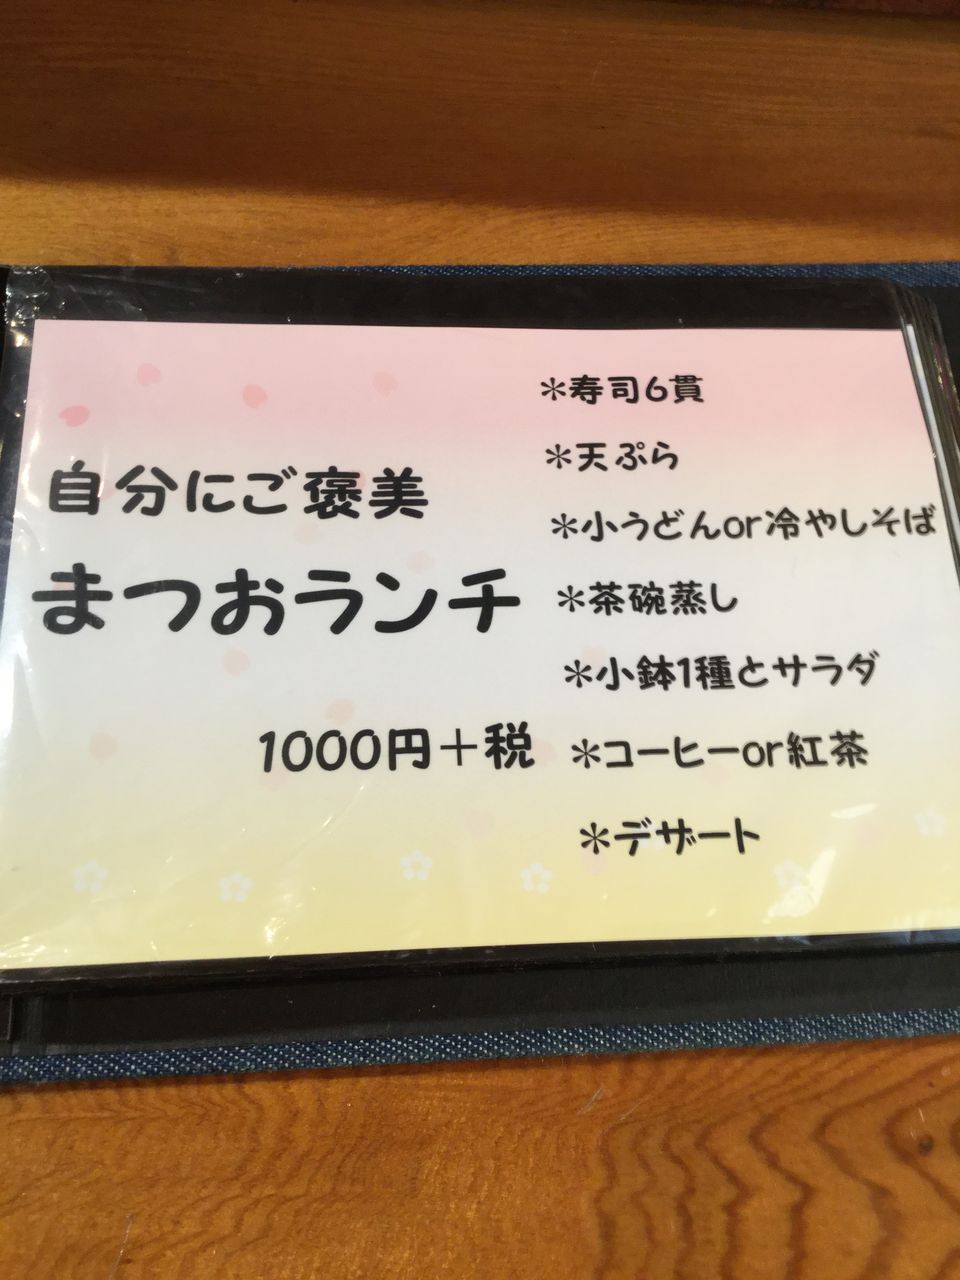 自分にご褒美
まつおランチ
1000円+税
*寿司6貫
*天ぷら
*小うどんor冷やしそば
*茶碗蒸し
*小鉢1種とサラダ
*コーヒーor紅茶
*デザート